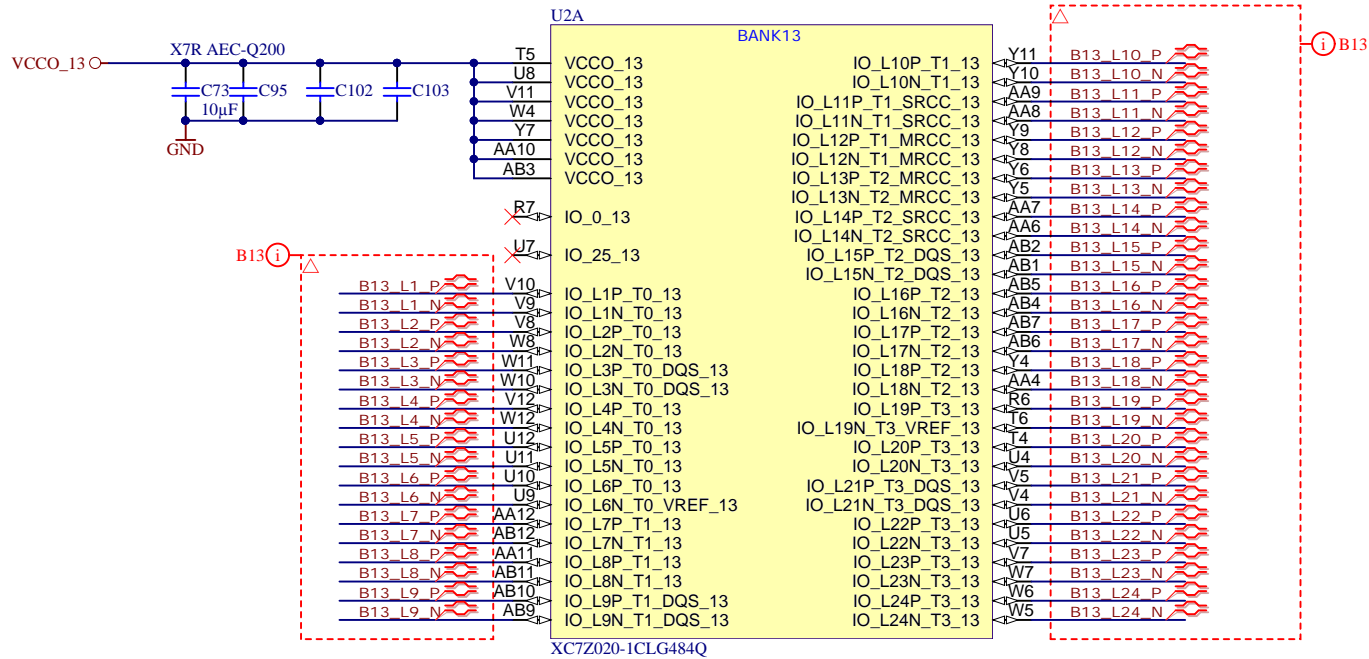 U2A
BANK13
B13
X7R AEC-Q200
VCCO_13
C73
C95
C102
C103
10µF
GND
T5 VCCO_13
U8 VCCO_13
V11 VCCO_13
W4 VCCO_13
Y7 VCCO_13
AA10 VCCO_13
AB3 VCCO_13
R7 IO_0_13
U7 IO_25_13
B13
B13_L1_P V10 IO_L1P_T0_13
B13_L1_N V9 IO_L1N_T0_13
B13_L2_P V8 IO_L2P_T0_13
B13_L2_N W8 IO_L2N_T0_13
B13_L3_P W11 IO_L3P_T0_DQS_13
B13_L3_N W10 IO_L3N_T0_DQS_13
B13_L4_P V12 IO_L4P_T0_13
B13_L4_N W12 IO_L4N_T0_13
B13_L5_P U12 IO_L5P_T0_13
B13_L5_N U11 IO_L5N_T0_13
B13_L6_P U10 IO_L6P_T0_13
B13_L6_N U9 IO_L6N_T0_VREF_13
B13_L7_P AA12 IO_L7P_T1_13
B13_L7_N AB12 IO_L7N_T1_13
B13_L8_P AA11 IO_L8P_T1_13
B13_L8_N AB11 IO_L8N_T1_13
B13_L9_P AB10 IO_L9P_T1_DQS_13
B13_L9_N AB9 IO_L9N_T1_DQS_13
IO_L10P_T1_13 Y11 B13_L10_P
IO_L10N_T1_13 Y10 B13_L10_N
IO_L11P_T1_SRCC_13 AA9 B13_L11_P
IO_L11N_T1_SRCC_13 AA8 B13_L11_N
IO_L12P_T1_MRCC_13 Y9 B13_L12_P
IO_L12N_T1_MRCC_13 Y8 B13_L12_N
IO_L13P_T2_MRCC_13 Y6 B13_L13_P
IO_L13N_T2_MRCC_13 Y5 B13_L13_N
IO_L14P_T2_SRCC_13 AA7 B13_L14_P
IO_L14N_T2_SRCC_13 AA6 B13_L14_N
IO_L15P_T2_DQS_13 AB2 B13_L15_P
IO_L15N_T2_DQS_13 AB1 B13_L15_N
IO_L16P_T2_13 AB5 B13_L16_P
IO_L16N_T2_13 AB4 B13_L16_N
IO_L17P_T2_13 AB7 B13_L17_P
IO_L17N_T2_13 AB6 B13_L17_N
IO_L18P_T2_13 Y4 B13_L18_P
IO_L18N_T2_13 AA4 B13_L18_N
IO_L19P_T3_13 R6 B13_L19_P
IO_L19N_T3_VREF_13 T6 B13_L19_N
IO_L20P_T3_13 T4 B13_L20_P
IO_L20N_T3_13 U4 B13_L20_N
IO_L21P_T3_DQS_13 V5 B13_L21_P
IO_L21N_T3_DQS_13 V4 B13_L21_N
IO_L22P_T3_13 U6 B13_L22_P
IO_L22N_T3_13 U5 B13_L22_N
IO_L23P_T3_13 V7 B13_L23_P
IO_L23N_T3_13 W7 B13_L23_N
IO_L24P_T3_13 W6 B13_L24_P
IO_L24N_T3_13 W5 B13_L24_N
XC7Z020-1CLG484Q